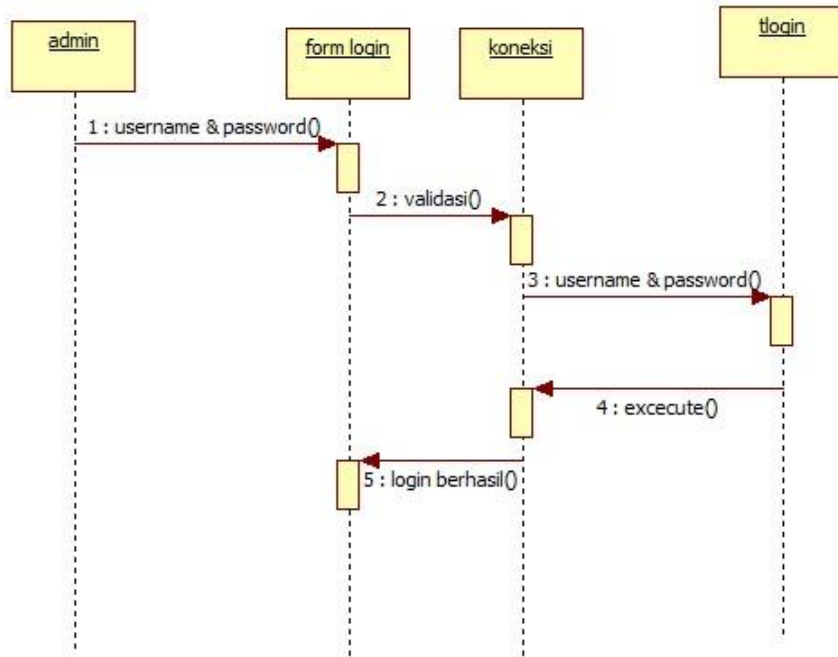 admin
form login
koneksi
tlogin
1 : username & password()
2 : validasi()
3 : username & password()
4 : excecute()
5 : login berhasil()